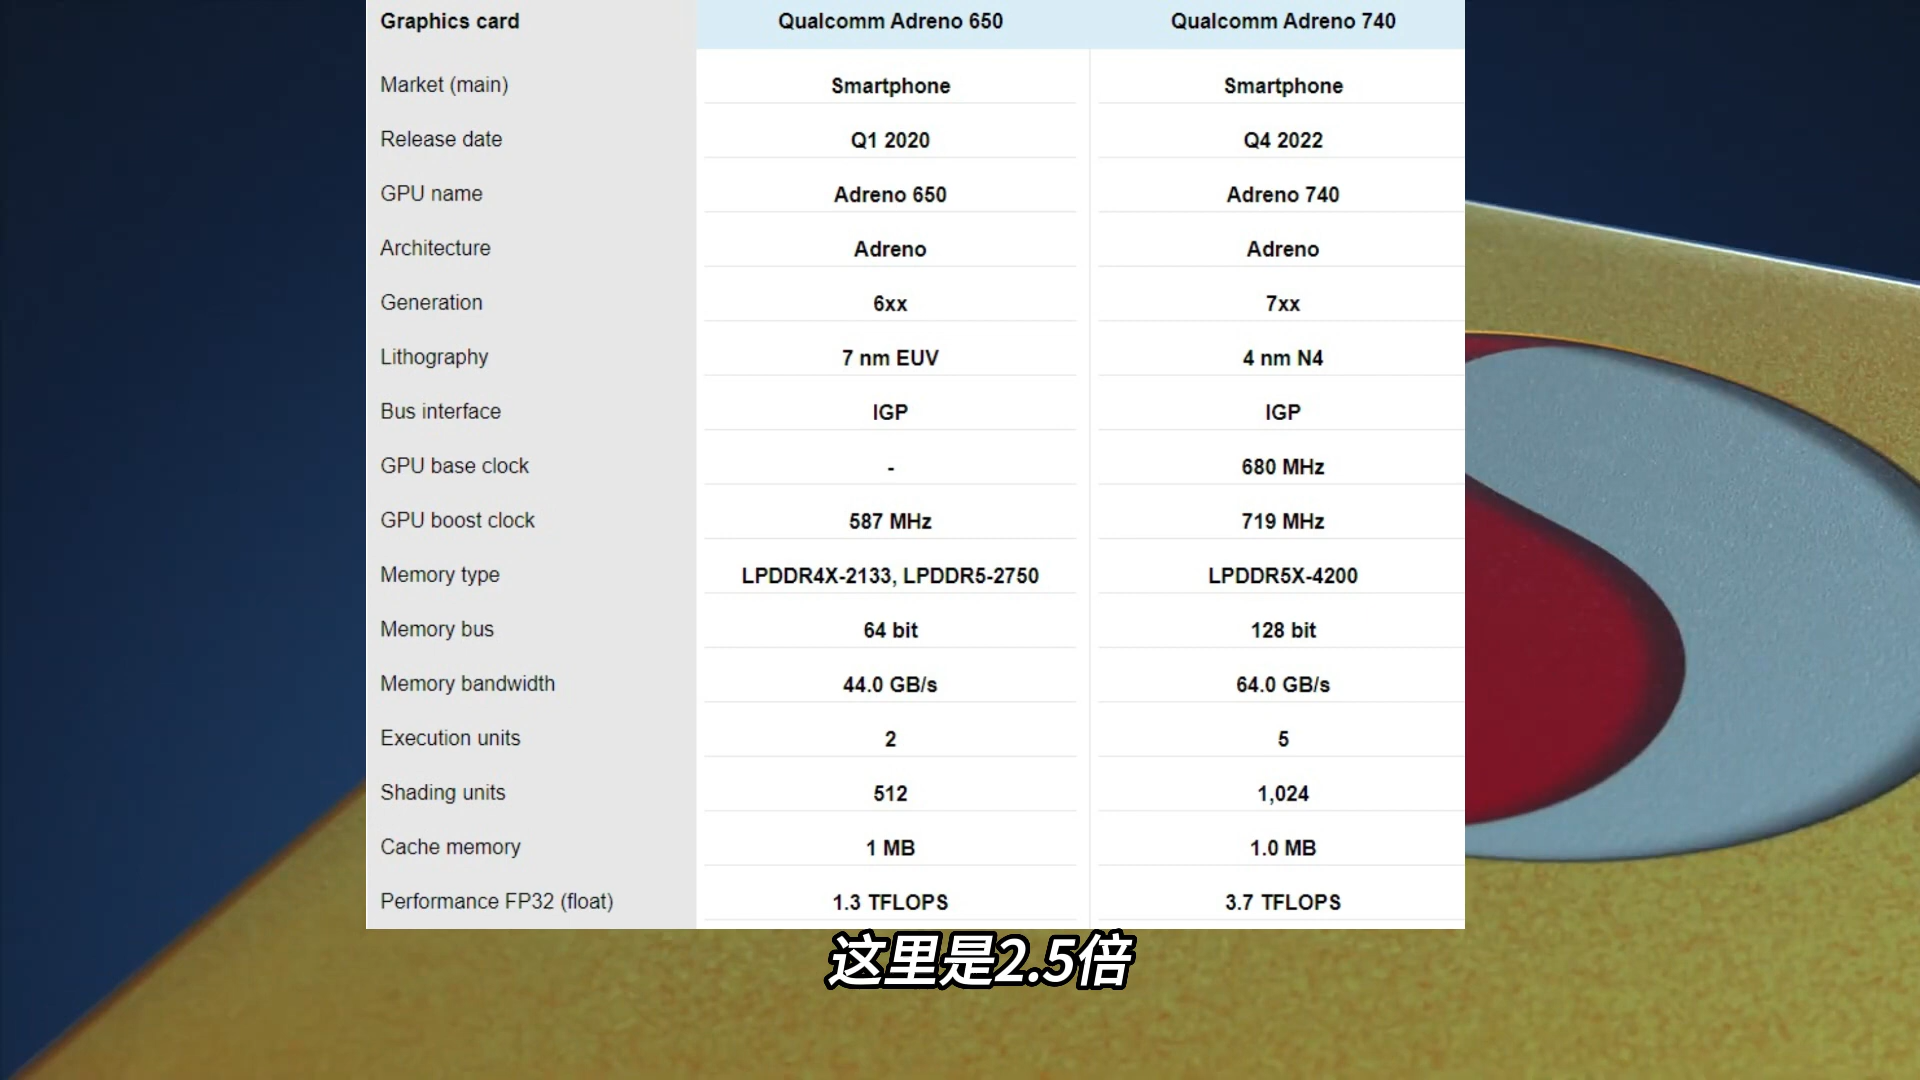 Graphics card Qualcomm Adreno 650 Qualcomm Adreno 740
Market (main) Smartphone Smartphone
Release date Q1 2020 Q4 2022
GPU name Adreno 650 Adreno 740
Architecture Adreno Adreno
Generation 6xx 7xx
Lithography 7 nm EUV 4 nm N4
Bus interface IGP IGP
GPU base clock - 680 MHz
GPU boost clock 587 MHz 719 MHz
Memory type LPDDR4X-2133, LPDDR5-2750 LPDDR5X-4200
Memory bus 64 bit 128 bit
Memory bandwidth 44.0 GB/s 64.0 GB/s
Execution units 2 5
Shading units 512 1,024
Cache memory 1 MB 1.0 MB
Performance FP32 (float) 1.3 TFLOPS 3.7 TFLOPS
这里是2.5倍